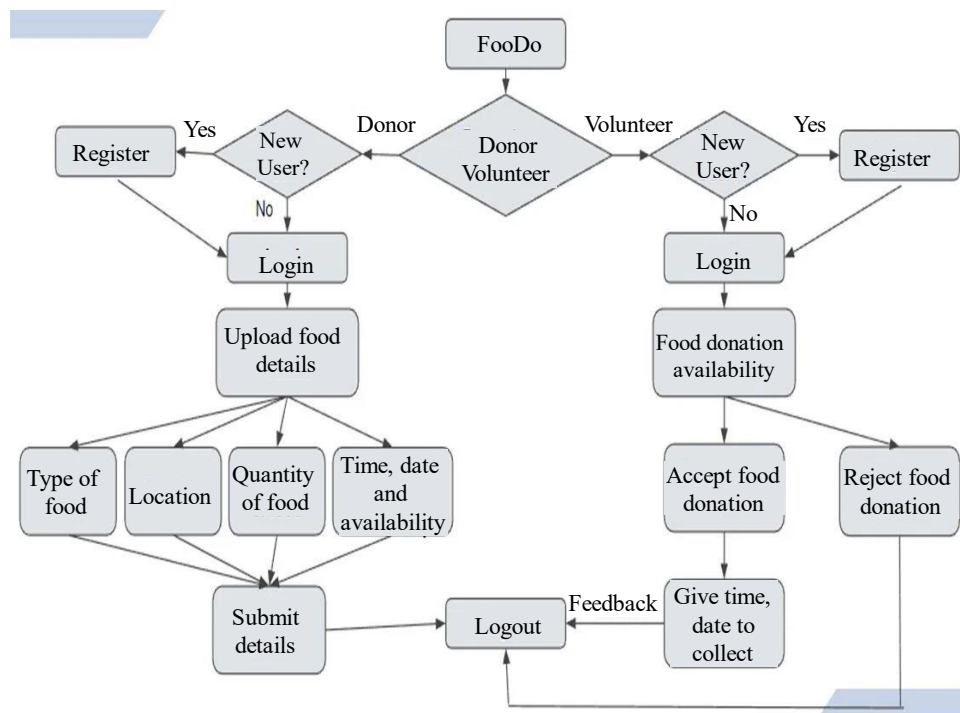 FooDo
Donor
Volunteer
Donor
Volunteer
Yes
New
User?
Register
No
Login
Upload food
details
Type of
food
Location
Quantity
of food
Time, date
and
availability
Submit
details
New
User?
Yes
Register
No
Login
Food donation
availability
Accept food
donation
Reject food
donation
Give time,
date to
collect
Feedback
Logout